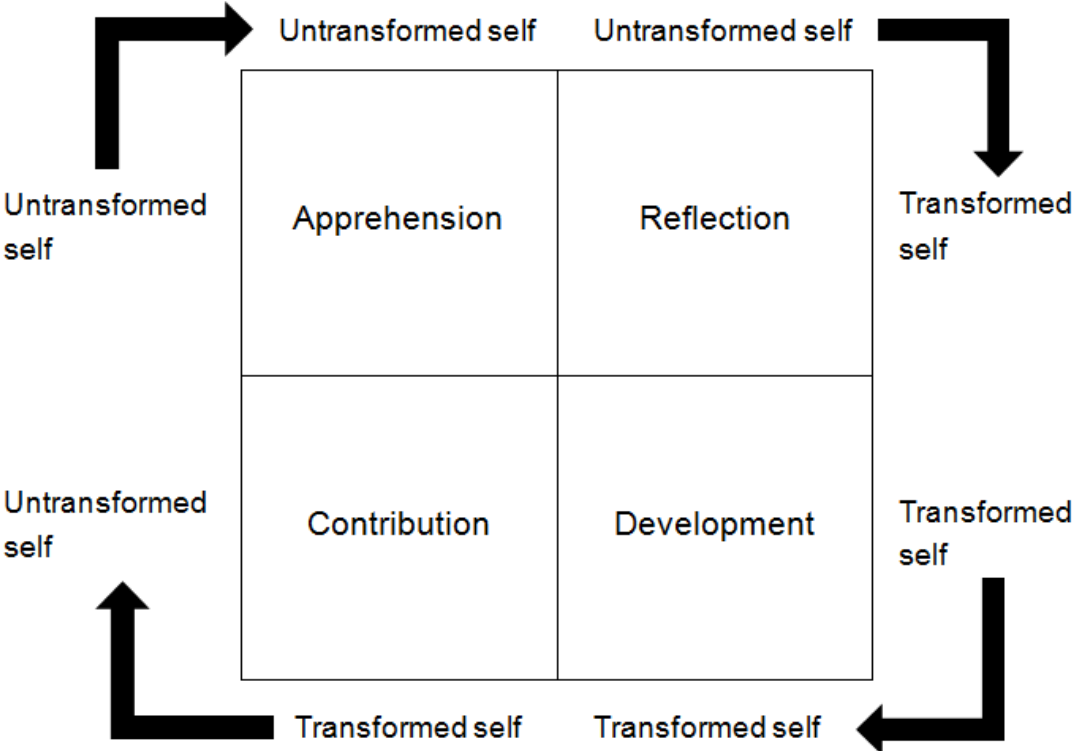 Untransformed self
Untransformed self
Untransformed
self
Apprehension
Reflection
Transformed
self
Untransformed
self
Contribution
Development
Transformed
self
Transformed self
Transformed self